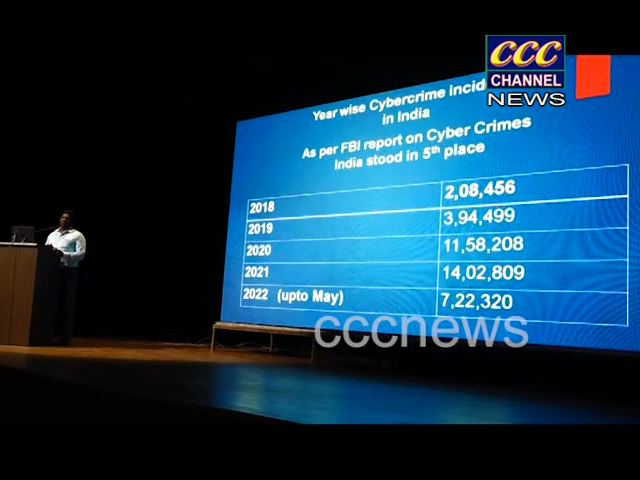 CCC
CHANNEL
NEWS
Year wise Cybercrime incid
in India
As per FBI report on Cyber Crimes
India stood in 5th place
2018 2,08,456
2019 3,94,499
2020 11,58,208
2021 14,02,809
2022 (upto May) 7,22,320
cccnews